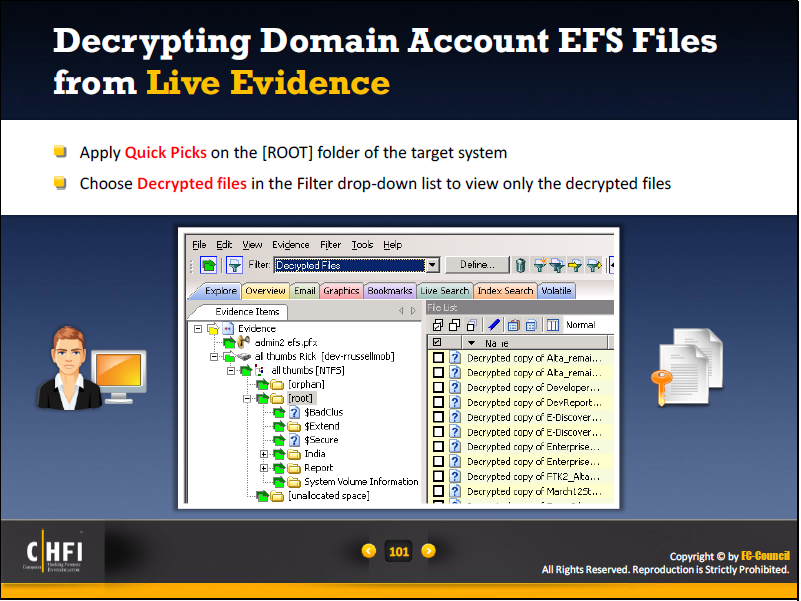 Decrypting Domain Account EFS Files
from Live Evidence
Apply Quick Picks on the [ROOT] folder of the target system
Choose Decrypted files in the Filter drop-down list to view only the decrypted files
File Edit View Evidence Filter Tools Help
Filter: Decrypted Files Define...
Explore Overview Email Graphics Bookmarks Live Search Index Search Volatile
Evidence Items
File List
Normal
Evidence
admin2 efs.pfx
all thumbs Rick [dev-rrussellmob]
all thumbs [NTFS]
[orphan]
[root]
$BadClus
$Extend
$Secure
India
Report
System Volume Information
[unallocated space]
Decrypted copy of Alta_remai...
Decrypted copy of Alta_remai...
Decrypted copy of Developer...
Decrypted copy of DevReport...
Decrypted copy of E-Discover...
Decrypted copy of E-Discover...
Decrypted copy of Enterprise...
Decrypted copy of Enterprise...
Decrypted copy of FTK2_Alta...
Decrypted copy of March125t...
CHFI
Computer Hacking Forensic
INVESTIGATOR
101
Copyright © by EC-Council
All Rights Reserved. Reproduction is Strictly Prohibited.